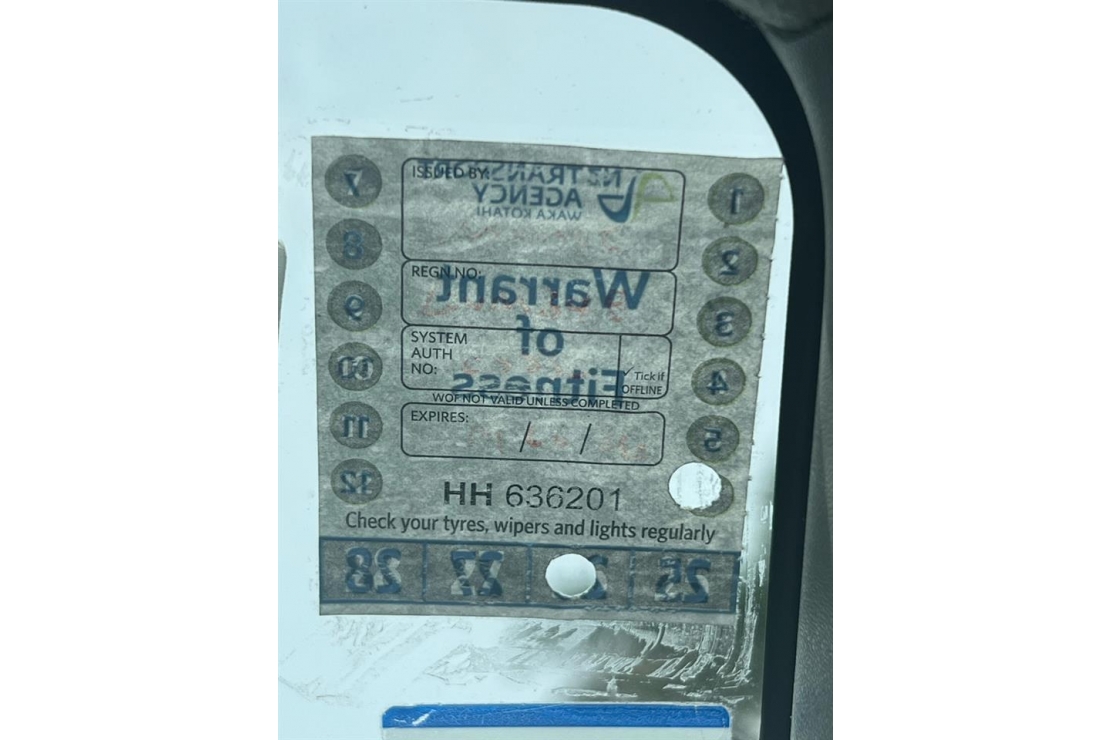 ISSUED BY:
NZ TRANSPORT
AGENCY
WAKA KOTAHI
REGN NO:
Warrant
of
Fitness
SYSTEM
AUTH
NO:
✓ Tick if
OFFLINE
WOF NOT VALID UNLESS COMPLETED
EXPIRES:
/ /
HH 636201
Check your tyres, wipers and lights regularly
7 1
8 2
9 3
10 4
11 5
12
28 27 25